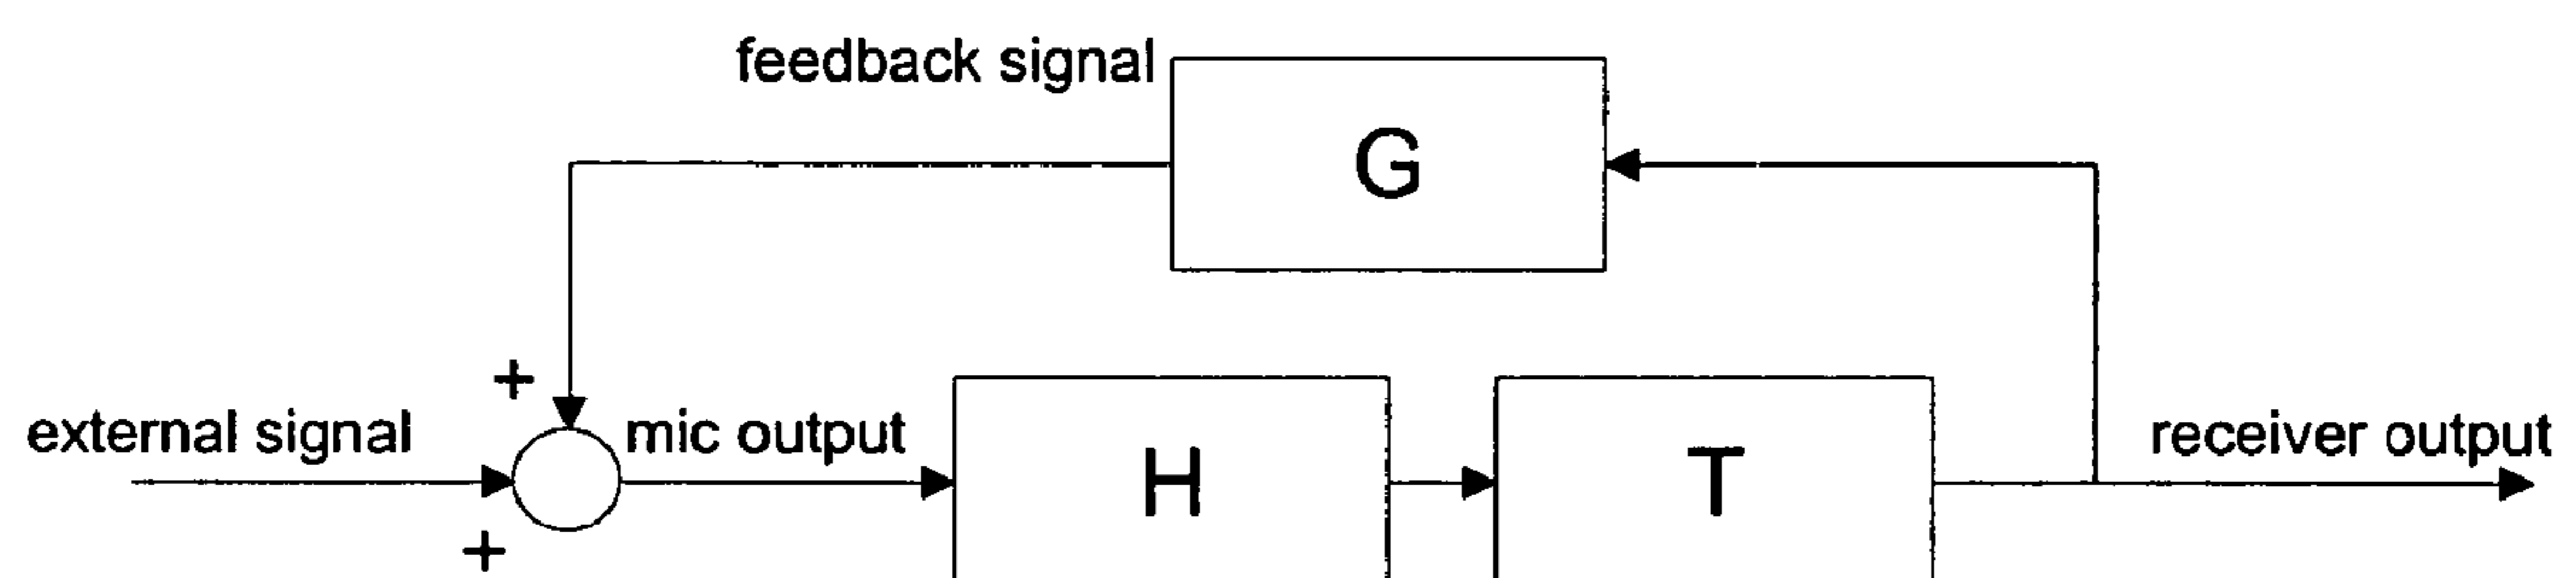 feedback signal
G
+
external signal
mic output
H
T
receiver output
+